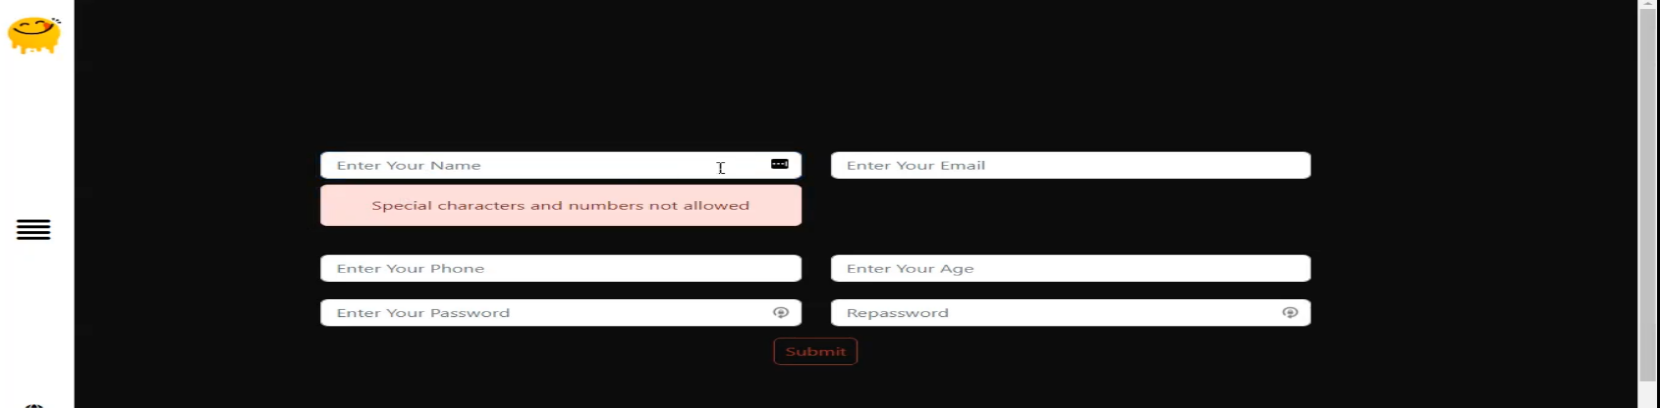 Enter Your Name
Enter Your Email
Special characters and numbers not allowed
Enter Your Phone
Enter Your Age
Enter Your Password
Repassword
Submit